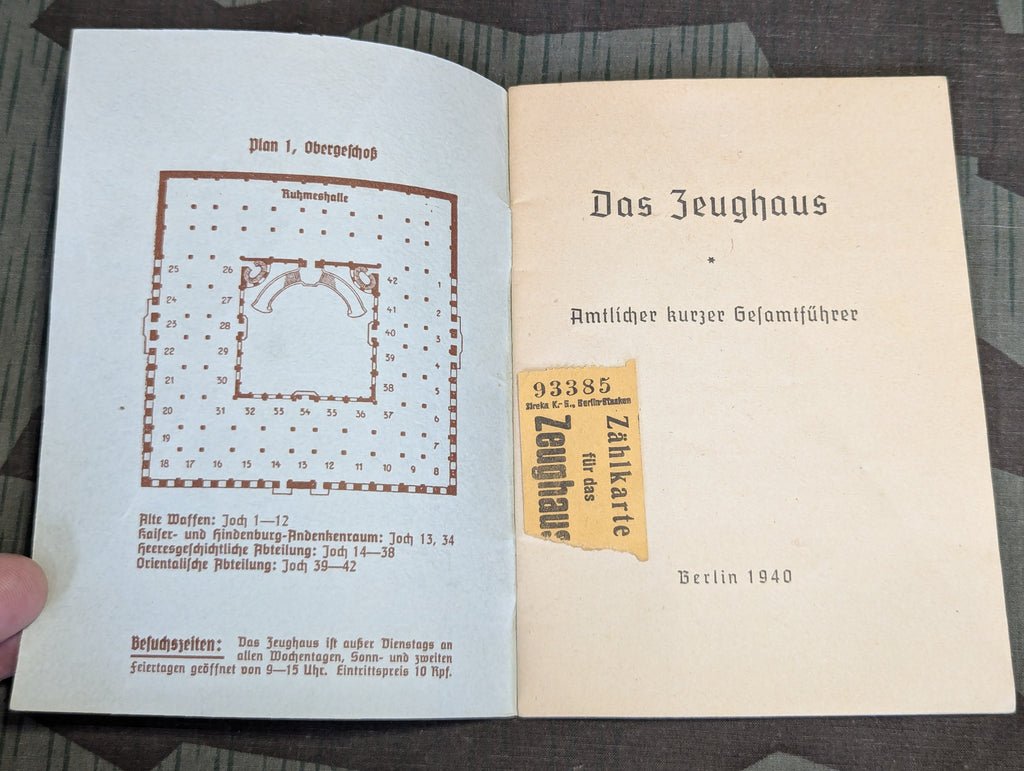 Plan 1, Obergeschoß
Ruhmeshalle
25 26 42 1
24 27 41 2
23 28 40 3
22 29 39 4
21 30 38 5
20 31 32 33 34 35 36 37 6
19 7
18 17 16 15 14 13 12 11 10 9 8
Alte Waffen: Joch 1—12
Kaiser- und Hindenburg-Andenkenraum: Joch 13, 34
Heeresgeschichtliche Abteilung: Joch 14—38
Orientalische Abteilung: Joch 39—42
Besuchszeiten: Das Zeughaus ist außer Dienstags an
allen Wochentagen, Sonn- und zweiten
Feiertagen geöffnet von 9—15 Uhr. Eintrittspreis 10 Rpf.
Das Zeughaus
*
Amtlicher kurzer Gesamtführer
93385
K.-G., Berlin-Staaken
Zählkarte
für das
Zeughaus
Berlin 1940